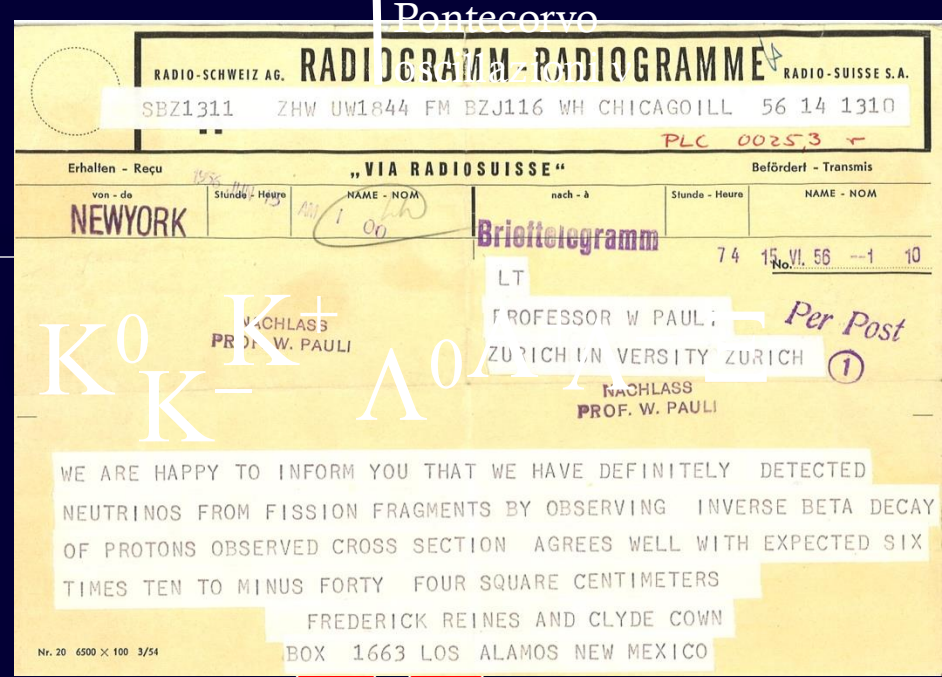 Pontecorvo
oscillazioni ν
RADIO-SCHWEIZ AG. RADIOGRAMM - RADIOGRAMME RADIO-SUISSE S.A.
SBZ1311 ZHW UW1844 FM BZJ116 WH CHICAGOILL 56 14 1310
PLC 00253
Erhalten - Reçu „VIA RADIOSUISSE“ Befördert - Transmis
von - de Stunde - Heure NAME - NOM nach - à Stunde - Heure NAME - NOM
NEWYORK
Brieftelegramm
74 15. VI. 56 --1 10
No.
LT
PROFESSOR W PAULI
Per Post
ZURICH UNIVERSITY ZURICH
1
NACHLASS
PROF. W. PAULI
NACHLASS
PROF. W. PAULI
K0 K+
K−
Λ0
WE ARE HAPPY TO INFORM YOU THAT WE HAVE DEFINITELY DETECTED
NEUTRINOS FROM FISSION FRAGMENTS BY OBSERVING INVERSE BETA DECAY
OF PROTONS OBSERVED CROSS SECTION AGREES WELL WITH EXPECTED SIX
TIMES TEN TO MINUS FORTY FOUR SQUARE CENTIMETERS
FREDERICK REINES AND CLYDE COWN
BOX 1663 LOS ALAMOS NEW MEXICO
Nr. 20 6500 × 100 3/54